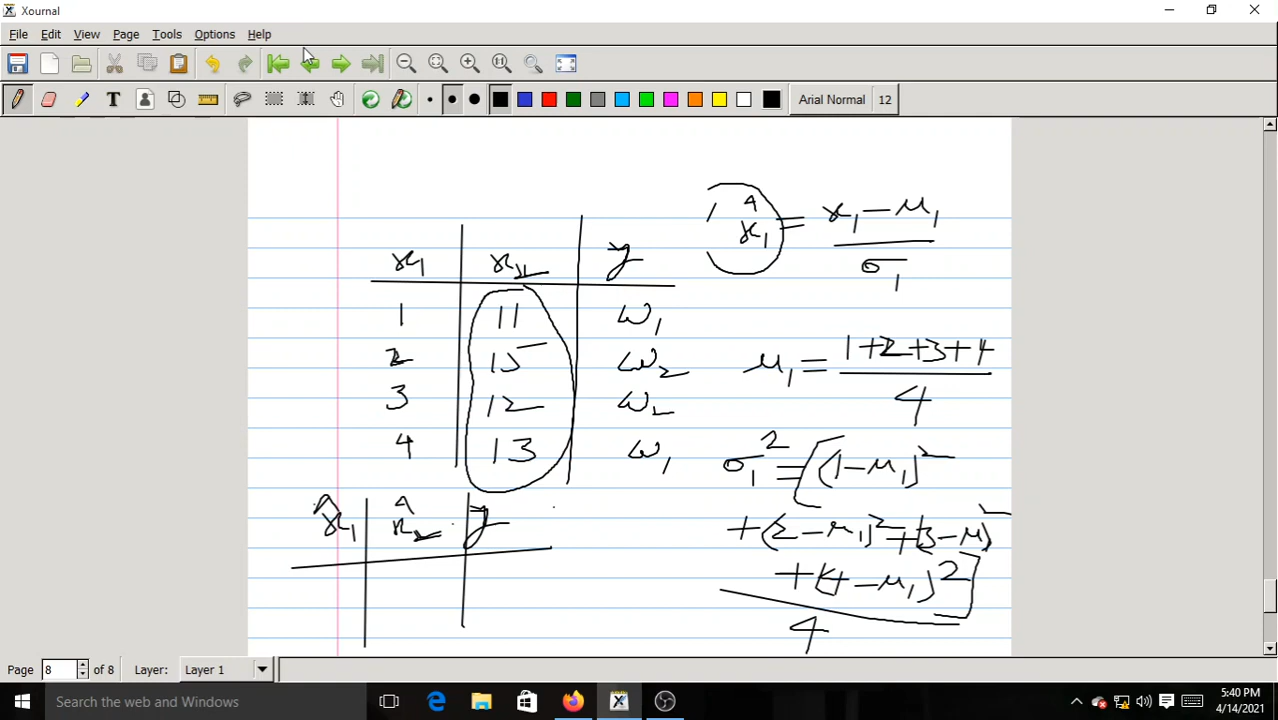 Xournal
File Edit View Page Tools Options Help
Arial Normal 12
x̂₁ = x₁ − μ₁ / σ₁
x₁ x₂ y
1 11 ω₁
2 15 ω₂
3 12 ω₂
4 13 ω₁
μ₁ = 1+2+3+4 / 4
σ₁² = [(1−μ₁)²
+(2−μ₁)²+(3−μ)²
+(4−μ₁)²]
4
x̂₁ x̂₂ y
Page 8 of 8 Layer: Layer 1
Search the web and Windows
5:40 PM
4/14/2021